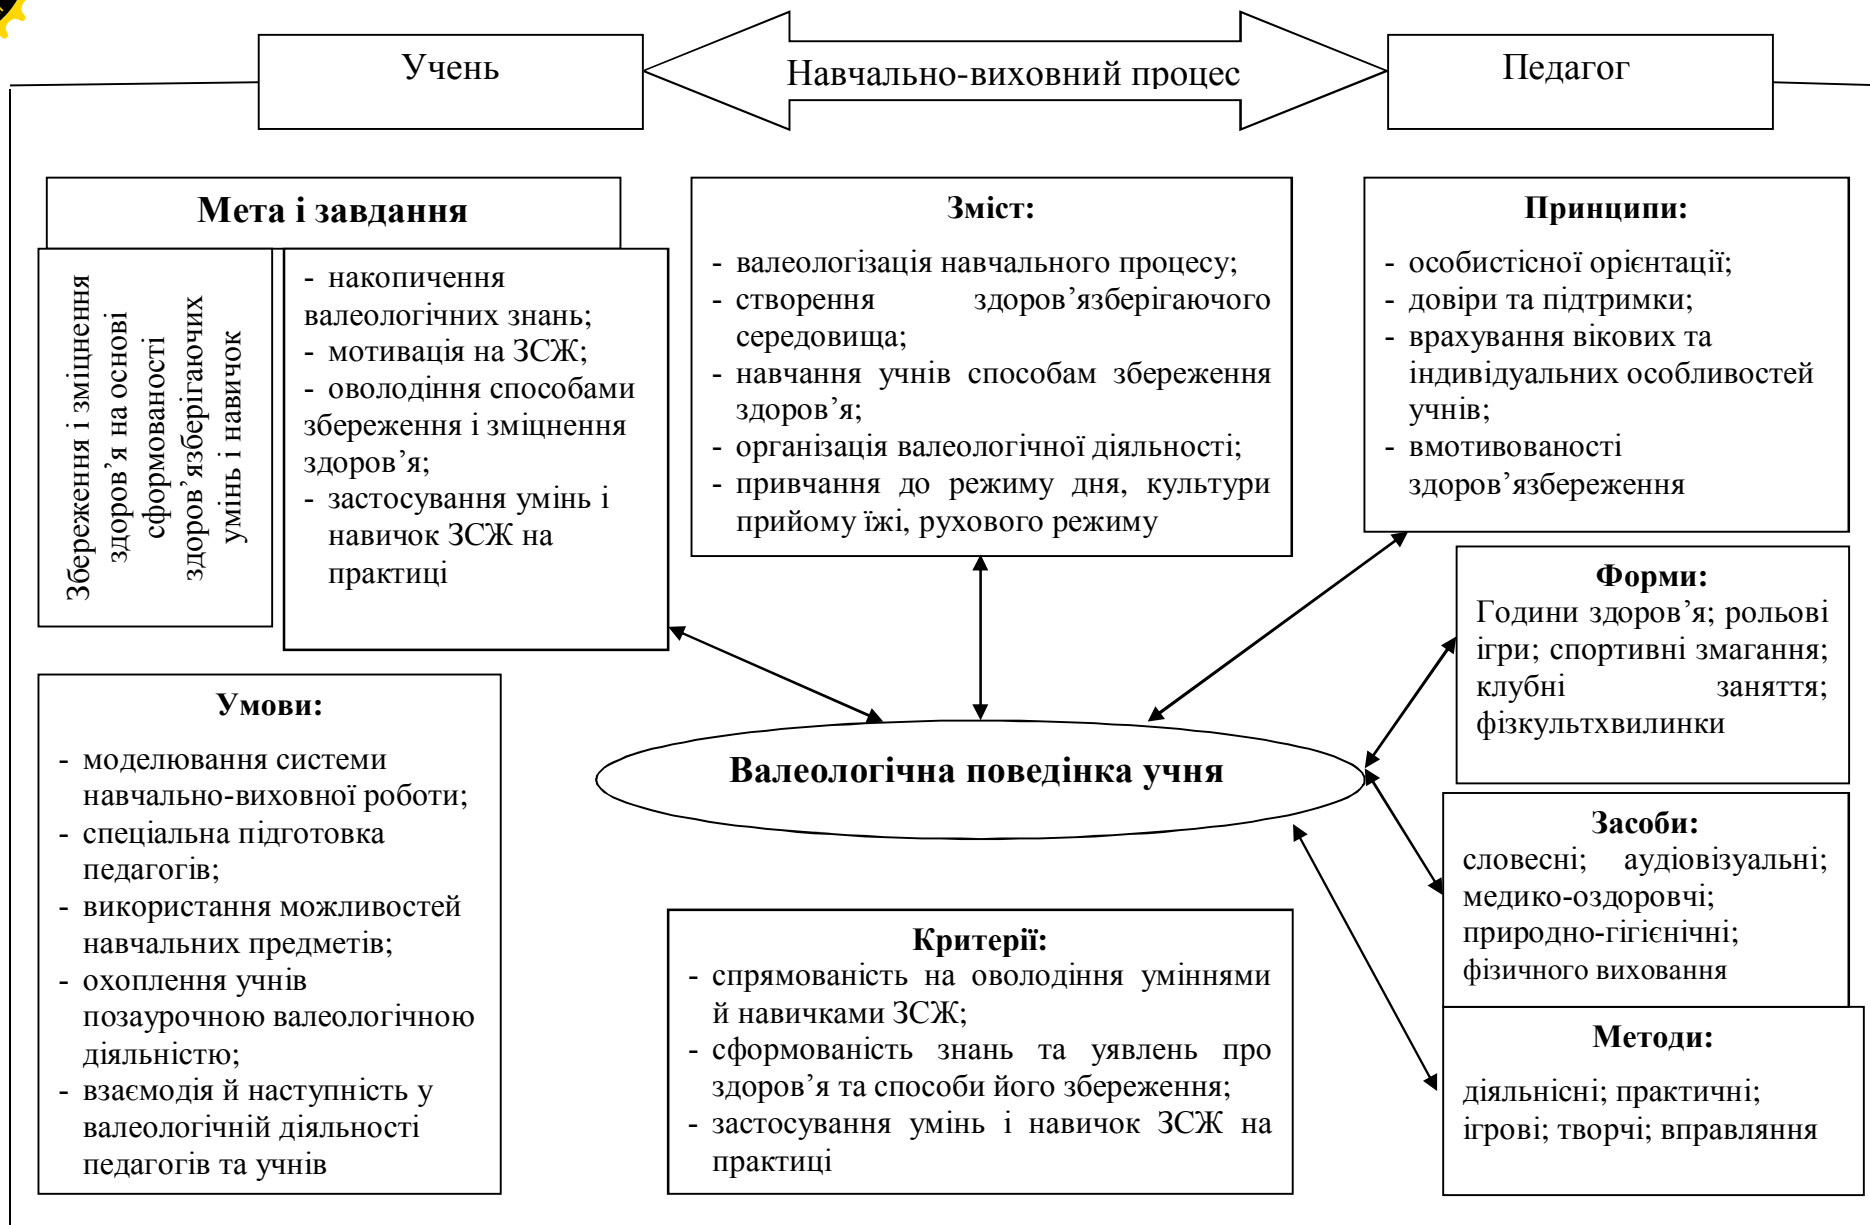 Учень
Навчально-виховний процес
Педагог
Мета і завдання
Збереження і зміцнення
здоров’я на основі
сформованості
здоров’язберігаючих
умінь і навичок
- накопичення
валеологічних знань;
- мотивація на ЗСЖ;
- оволодіння способами
збереження і зміцнення
здоров’я;
- застосування умінь і
навичок ЗСЖ на
практиці
Зміст:
- валеологізація навчального процесу;
- створення здоров’язберігаючого
середовища;
- навчання учнів способам збереження
здоров’я;
- організація валеологічної діяльності;
- привчання до режиму дня, культури
прийому їжі, рухового режиму
Принципи:
- особистісної орієнтації;
- довіри та підтримки;
- врахування вікових та
індивідуальних особливостей
учнів;
- вмотивованості
здоров’язбереження
Форми:
Години здоров’я; рольові
ігри; спортивні змагання;
клубні заняття;
фізкультхвилинки
Умови:
- моделювання системи
навчально-виховної роботи;
- спеціальна підготовка
педагогів;
- використання можливостей
навчальних предметів;
- охоплення учнів
позаурочною валеологічною
діяльністю;
- взаємодія й наступність у
валеологічній діяльності
педагогів та учнів
Валеологічна поведінка учня
Засоби:
словесні; аудіовізуальні;
медико-оздоровчі;
природно-гігієнічні;
фізичного виховання
Критерії:
- спрямованість на оволодіння уміннями
й навичками ЗСЖ;
- сформованість знань та уявлень про
здоров’я та способи його збереження;
- застосування умінь і навичок ЗСЖ на
практиці
Методи:
діяльнісні; практичні;
ігрові; творчі; вправляння